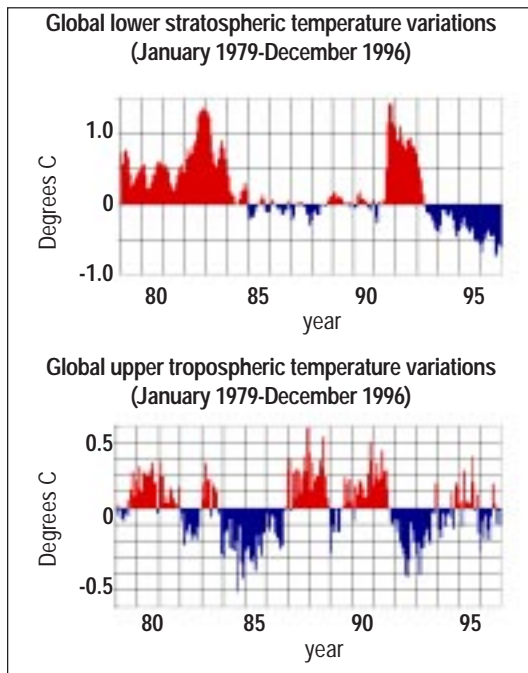 Global lower stratospheric temperature variations
(January 1979-December 1996)
Degrees C
1.0
0
-1.0
80 85 90 95
year
Global upper tropospheric temperature variations
(January 1979-December 1996)
Degrees C
0.5
0
-0.5
80 85 90 95
year